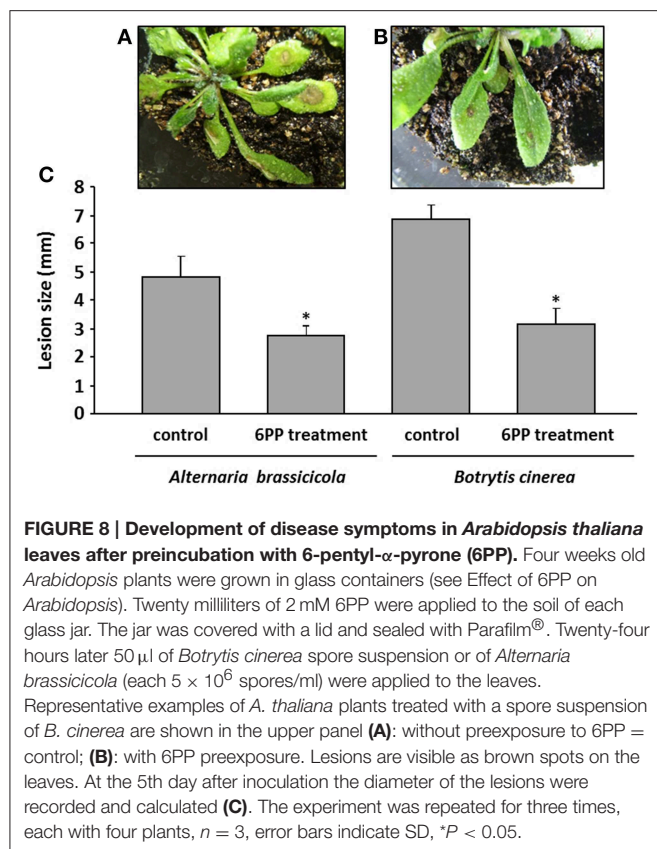 A
B
C
8
7
6
5
4
3
2
1
0
Lesion size (mm)
*
*
control
6PP treatment
control
6PP treatment
Alternaria brassicicola
Botrytis cinerea
FIGURE 8 | Development of disease symptoms in Arabidopsis thaliana
leaves after preincubation with 6-pentyl-α-pyrone (6PP). Four weeks old
Arabidopsis plants were grown in glass containers (see Effect of 6PP on
Arabidopsis). Twenty milliliters of 2 mM 6PP were applied to the soil of each
glass jar. The jar was covered with a lid and sealed with Parafilm®. Twenty-four
hours later 50 μl of Botrytis cinerea spore suspension or of Alternaria
brassicicola (each 5 × 10⁶ spores/ml) were applied to the leaves.
Representative examples of A. thaliana plants treated with a spore suspension
of B. cinerea are shown in the upper panel (A): without preexposure to 6PP =
control; (B): with 6PP preexposure. Lesions are visible as brown spots on the
leaves. At the 5th day after inoculation the diameter of the lesions were
recorded and calculated (C). The experiment was repeated for three times,
each with four plants, n = 3, error bars indicate SD, *P < 0.05.